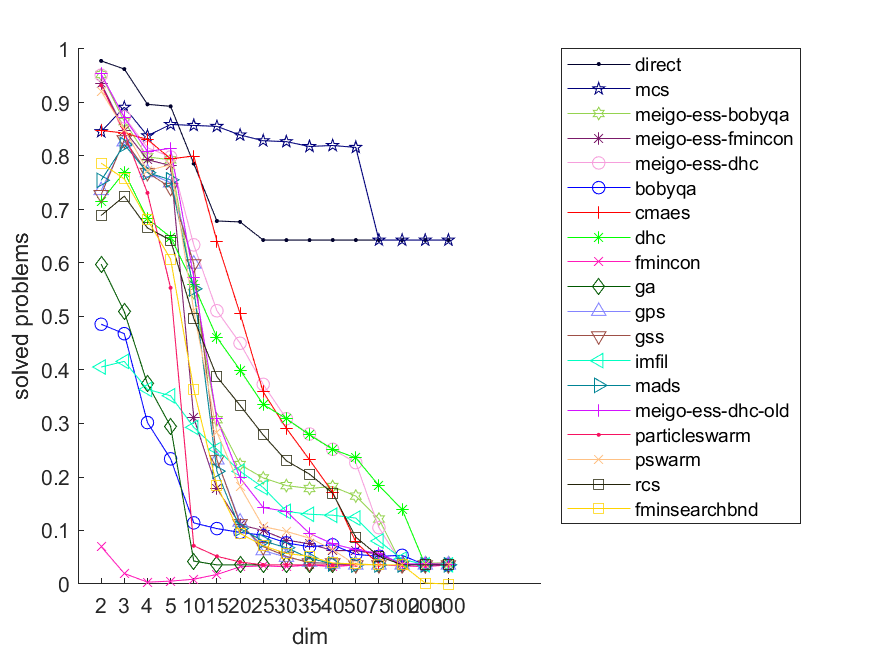 1
0.9
0.8
0.7
0.6
0.5
0.4
0.3
0.2
0.1
0
solved problems
2 3 4 5 10 15 20 25 30 35 40 50 75 100 200 300
dim
direct
mcs
meigo-ess-bobyqa
meigo-ess-fmincon
meigo-ess-dhc
bobyqa
cmaes
dhc
fmincon
ga
gps
gss
imfil
mads
meigo-ess-dhc-old
particleswarm
pswarm
rcs
fminsearchbnd